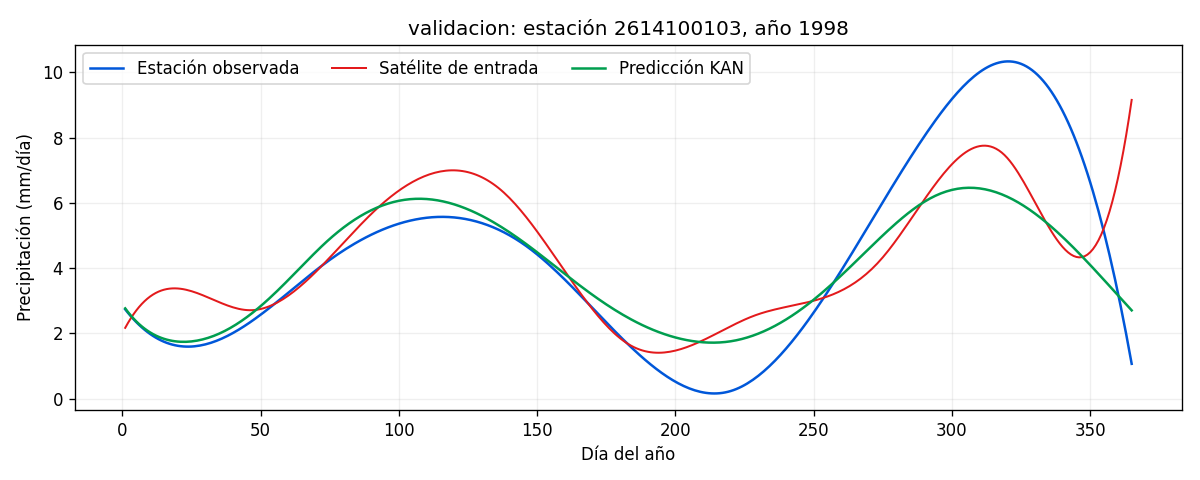 validacion: estación 2614100103, año 1998
Estación observada
Satélite de entrada
Predicción KAN
Precipitación (mm/día)
10
8
6
4
2
0
0 50 100 150 200 250 300 350
Día del año